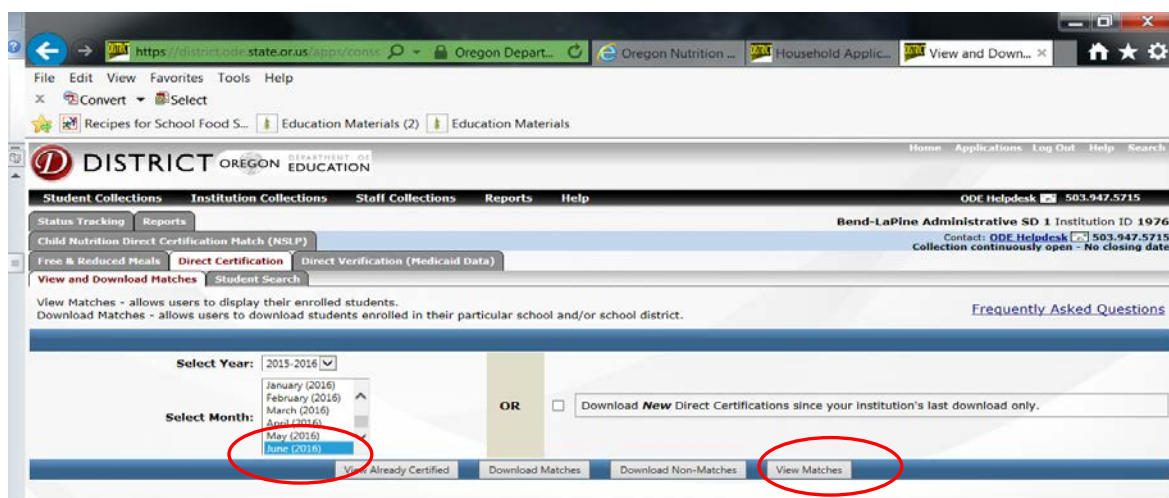 https://district.ode.state.or.us/apps/conss Oregon Depart... Oregon Nutrition ... Household Applic... View and Down... ×
File Edit View Favorites Tools Help
x Convert Select
Recipes for School Food S... Education Materials (2) Education Materials
Home Applications Log Out Help Search
D DISTRICT OREGON DEPARTMENT OF EDUCATION
Student Collections Institution Collections Staff Collections Reports Help ODE Helpdesk 503.947.5715
Status Tracking Reports Bend-LaPine Administrative SD 1 Institution ID 1976
Child Nutrition Direct Certification Match (NSLP) Contact: ODE Helpdesk 503.947.5715
Collection continuously open - No closing date
Free & Reduced Meals Direct Certification Direct Verification (Medicaid Data)
View and Download Matches Student Search
View Matches - allows users to display their enrolled students.
Download Matches - allows users to download students enrolled in their particular school and/or school district.
Frequently Asked Questions
Select Year: 2015-2016
January (2016)
February (2016)
March (2016)
Select Month: April (2016)
May (2016)
June (2016)
OR Download New Direct Certifications since your institution's last download only.
View Already Certified Download Matches Download Non-Matches View Matches